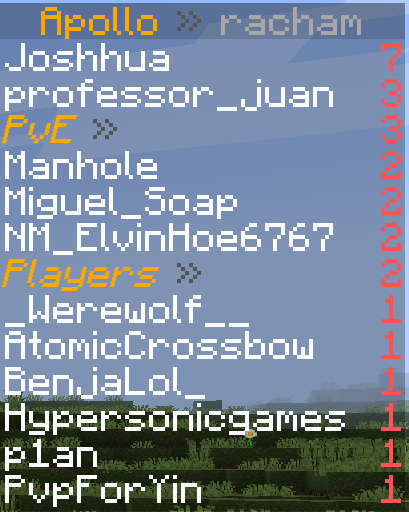 Apollo » racham
Joshhua 7
professor_juan 3
PvE » 3
Manhole 2
Miguel_Soap 2
NM_ElvinHoe6767 2
Players » 2
_Werewolf__ 1
AtomicCrossbow 1
BenjaLol_ 1
Hypersonicgames 1
p1an 1
PvpForYin 1